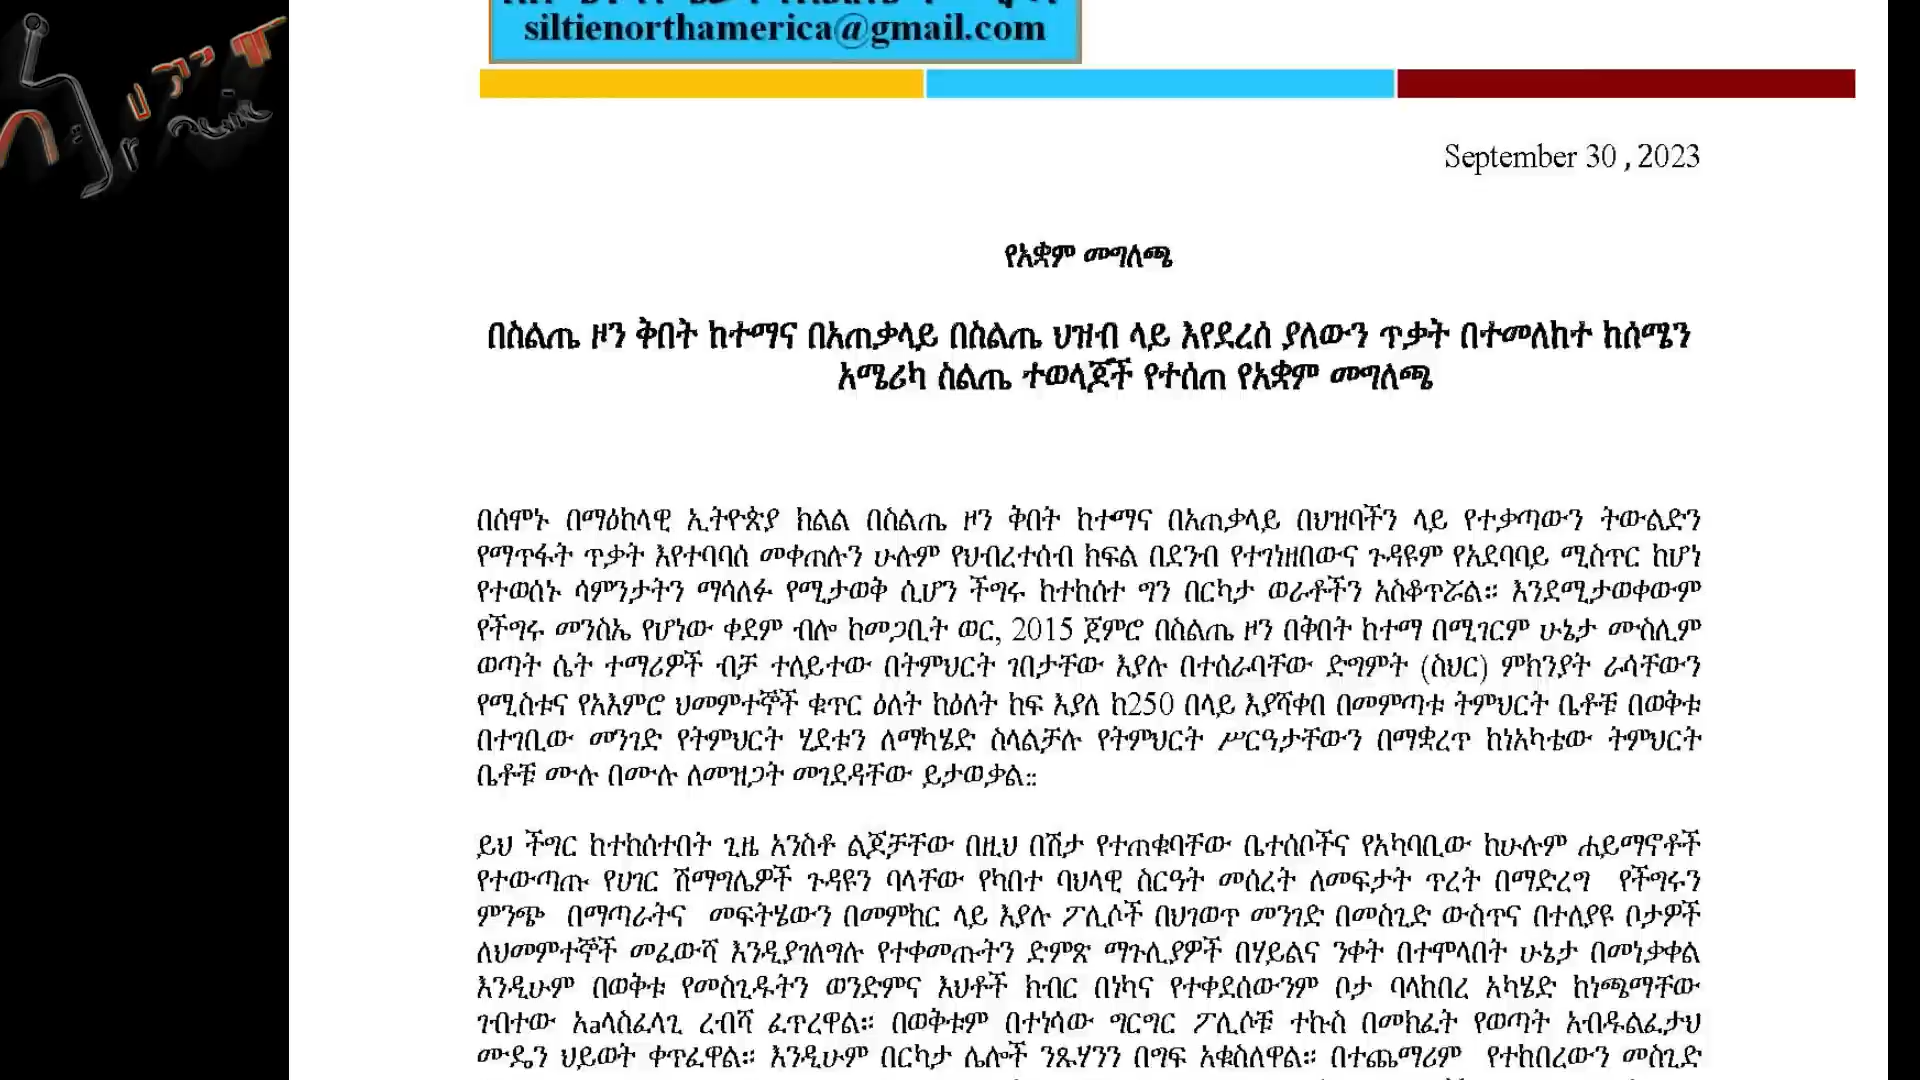 siltienorthamerica@gmail.com
September 30 , 2023
የአቋም መግለጫ
በስልጤ ዞን ቅበት ከተማና በአጠቃላይ በስልጤ ህዝብ ላይ እየደረሰ ያለውን ጥቃት በተመለከተ ከሰሜን
አሜሪካ ስልጤ ተወላጆች የተሰጠ የአቋም መግለጫ
በሰሞኑ በማዕከላዊ ኢትዮጵያ ክልል በስልጤ ዞን ቅበት ከተማና በአጠቃላይ በህዝባችን ላይ የተቃጣውን ትውልድን
የማጥፋት ጥቃት እየተባባሰ መቀጠሉን ሁሉም የህብረተሰብ ክፍል በደንብ የተገነዘበውና ጉዳዩም የአደባባይ ሚስጥር ከሆነ
የተወሰኑ ሳምንታትን ማሳለፉ የሚታወቅ ሲሆን ችግሩ ከተከሰተ ግን በርካታ ወራቶችን አስቆጥሯል። እንደሚታወቀውም
የችግሩ መንስኤ የሆነው ቀደም ብሎ ከመጋቢት ወር, 2015 ጀምሮ በስልጤ ዞን በቅበት ከተማ በሚገርም ሁኔታ ሙስሊም
ወጣት ሴት ተማሪዎች ብቻ ተለይተው በትምህርት ገበታቸው እያሉ በተሰራባቸው ድግምት (ስህር) ምክንያት ራሳቸውን
የሚስቱና የአእምሮ ህመምተኞች ቁጥር ዕለት ከዕለት ከፍ እያለ ከ250 በላይ እያሻቀበ በመምጣቱ ትምህርት ቤቶቹ በወቅቱ
በተገቢው መንገድ የትምህርት ሂደቱን ለማካሄድ ስላልቻሉ የትምህርት ሥርዓታቸውን በማቋረጥ ከነአካቴው ትምህርት
ቤቶቹ ሙሉ በሙሉ ለመዝጋት መገደዳቸው ይታወቃል።
ይህ ችግር ከተከሰተበት ጊዜ አንስቶ ልጆቻቸው በዚህ በሽታ የተጠቁባቸው ቤተሰቦችና የአካባቢው ከሁሉም ሐይማኖቶች
የተውጣጡ የሀገር ሽማግሌዎች ጉዳዩን ባላቸው የካበተ ባህላዊ ስርዓት መሰረት ለመፍታት ጥረት በማድረግ የችግሩን
ምንጭ በማጣራትና መፍትሄውን በመምከር ላይ እያሉ ፖሊሶች በህገወጥ መንገድ በመስጊድ ውስጥና በተለያዩ ቦታዎች
ለህመምተኞች መፈውሻ እንዲያገለግሉ የተቀመጡትን ድምጽ ማጉሊያዎች በሃይልና ንቀት በተሞላበት ሁኔታ በመነቃቀል
እንዲሁም በወቅቱ የመስጊዱትን ወንድምና እህቶች ክብር በነካና የተቀደሰውንም ቦታ ባላከበረ አካሄድ ከነጫማቸው
ገብተው አaላስፈላጊ ረብሻ ፈጥረዋል። በወቅቱም በተነሳው ግርግር ፖሊሶቹ ተኩስ በመክፈት የወጣት አብዱልፈታህ
ሙዴን ህይወት ቀጥፈዋል። እንዲሁም በርካታ ሌሎች ንጹሃንን በግፍ አቁስለዋል። በተጨማሪም የተከበረውን መስጊድ